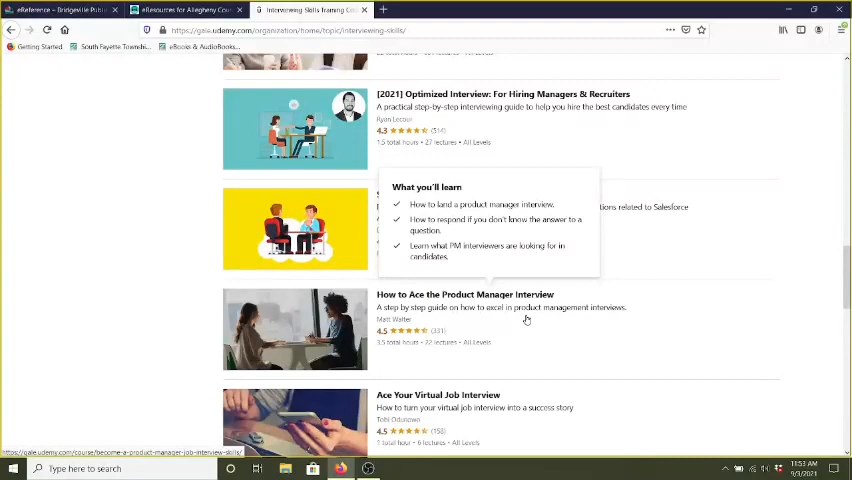 eReference – Bridgeville Public
eResources for Allegheny Coun
Interviewing Skills Training Co
https://gale.udemy.com/organization/home/topic/interviewing-skills/
Getting Started
South Fayette Townshi...
eBooks & AudioBooks...
[2021] Optimized Interview: For Hiring Managers & Recruiters
A practical step-by-step interviewing guide to help you hire the best candidates every time
Ryan Lecour
4.3 (514)
1.5 total hours • 27 lectures • All Levels
What you'll learn
How to land a product manager interview.
How to respond if you don't know the answer to a
question.
Learn what PM interviewers are looking for in
candidates.
tions related to Salesforce
How to Ace the Product Manager Interview
A step by step guide on how to excel in product management interviews.
Matt Walter
4.5 (331)
3.5 total hours • 22 lectures • All Levels
Ace Your Virtual Job Interview
How to turn your virtual job interview into a success story
Tobi Odunowo
4.5 (158)
1 total hour • 6 lectures • All Levels
https://gale.udemy.com/course/become-a-product-manager-job-interview-skills/
Type here to search
11:53 AM
9/3/2021